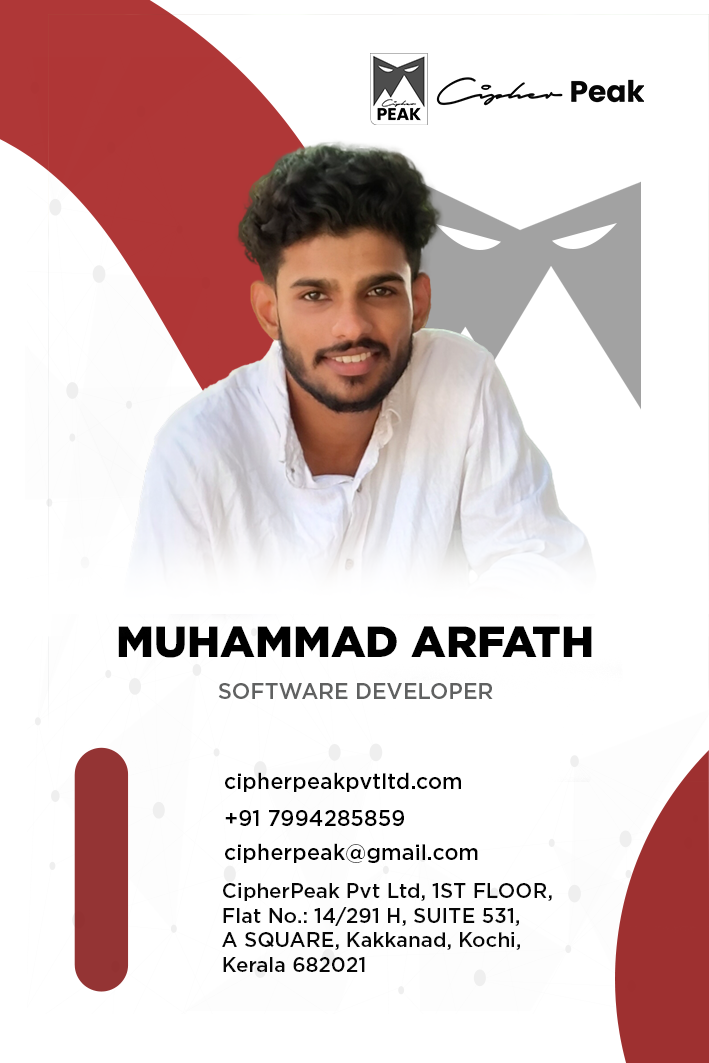 Cipher
PEAK
Cipher Peak
MUHAMMAD ARFATH
SOFTWARE DEVELOPER
cipherpeakpvtltd.com
+91 7994285859
cipherpeak@gmail.com
CipherPeak Pvt Ltd, 1ST FLOOR,
Flat No.: 14/291 H, SUITE 531,
A SQUARE, Kakkanad, Kochi,
Kerala 682021